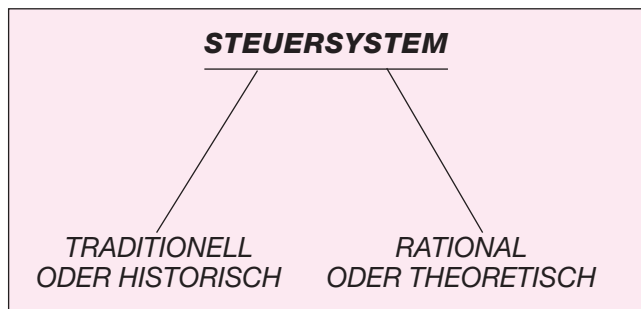 STEUERSYSTEM
TRADITIONELL
ODER HISTORISCH
RATIONAL
ODER THEORETISCH